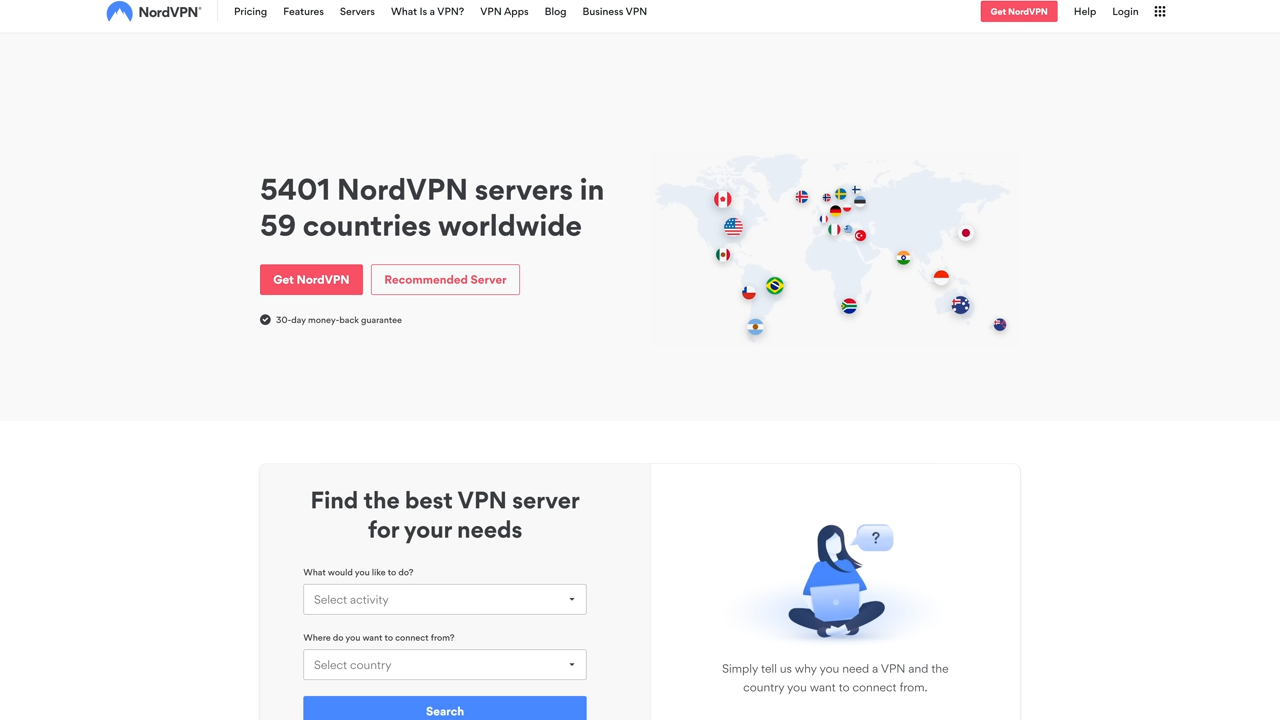 NordVPN®
Pricing
Features
Servers
What Is a VPN?
VPN Apps
Blog
Business VPN
Get NordVPN
Help
Login
5401 NordVPN servers in
59 countries worldwide
Get NordVPN
Recommended Server
30-day money-back guarantee
Find the best VPN server
for your needs
What would you like to do?
Select activity
Where do you want to connect from?
Select country
Search
?
Simply tell us why you need a VPN and the
country you want to connect from.